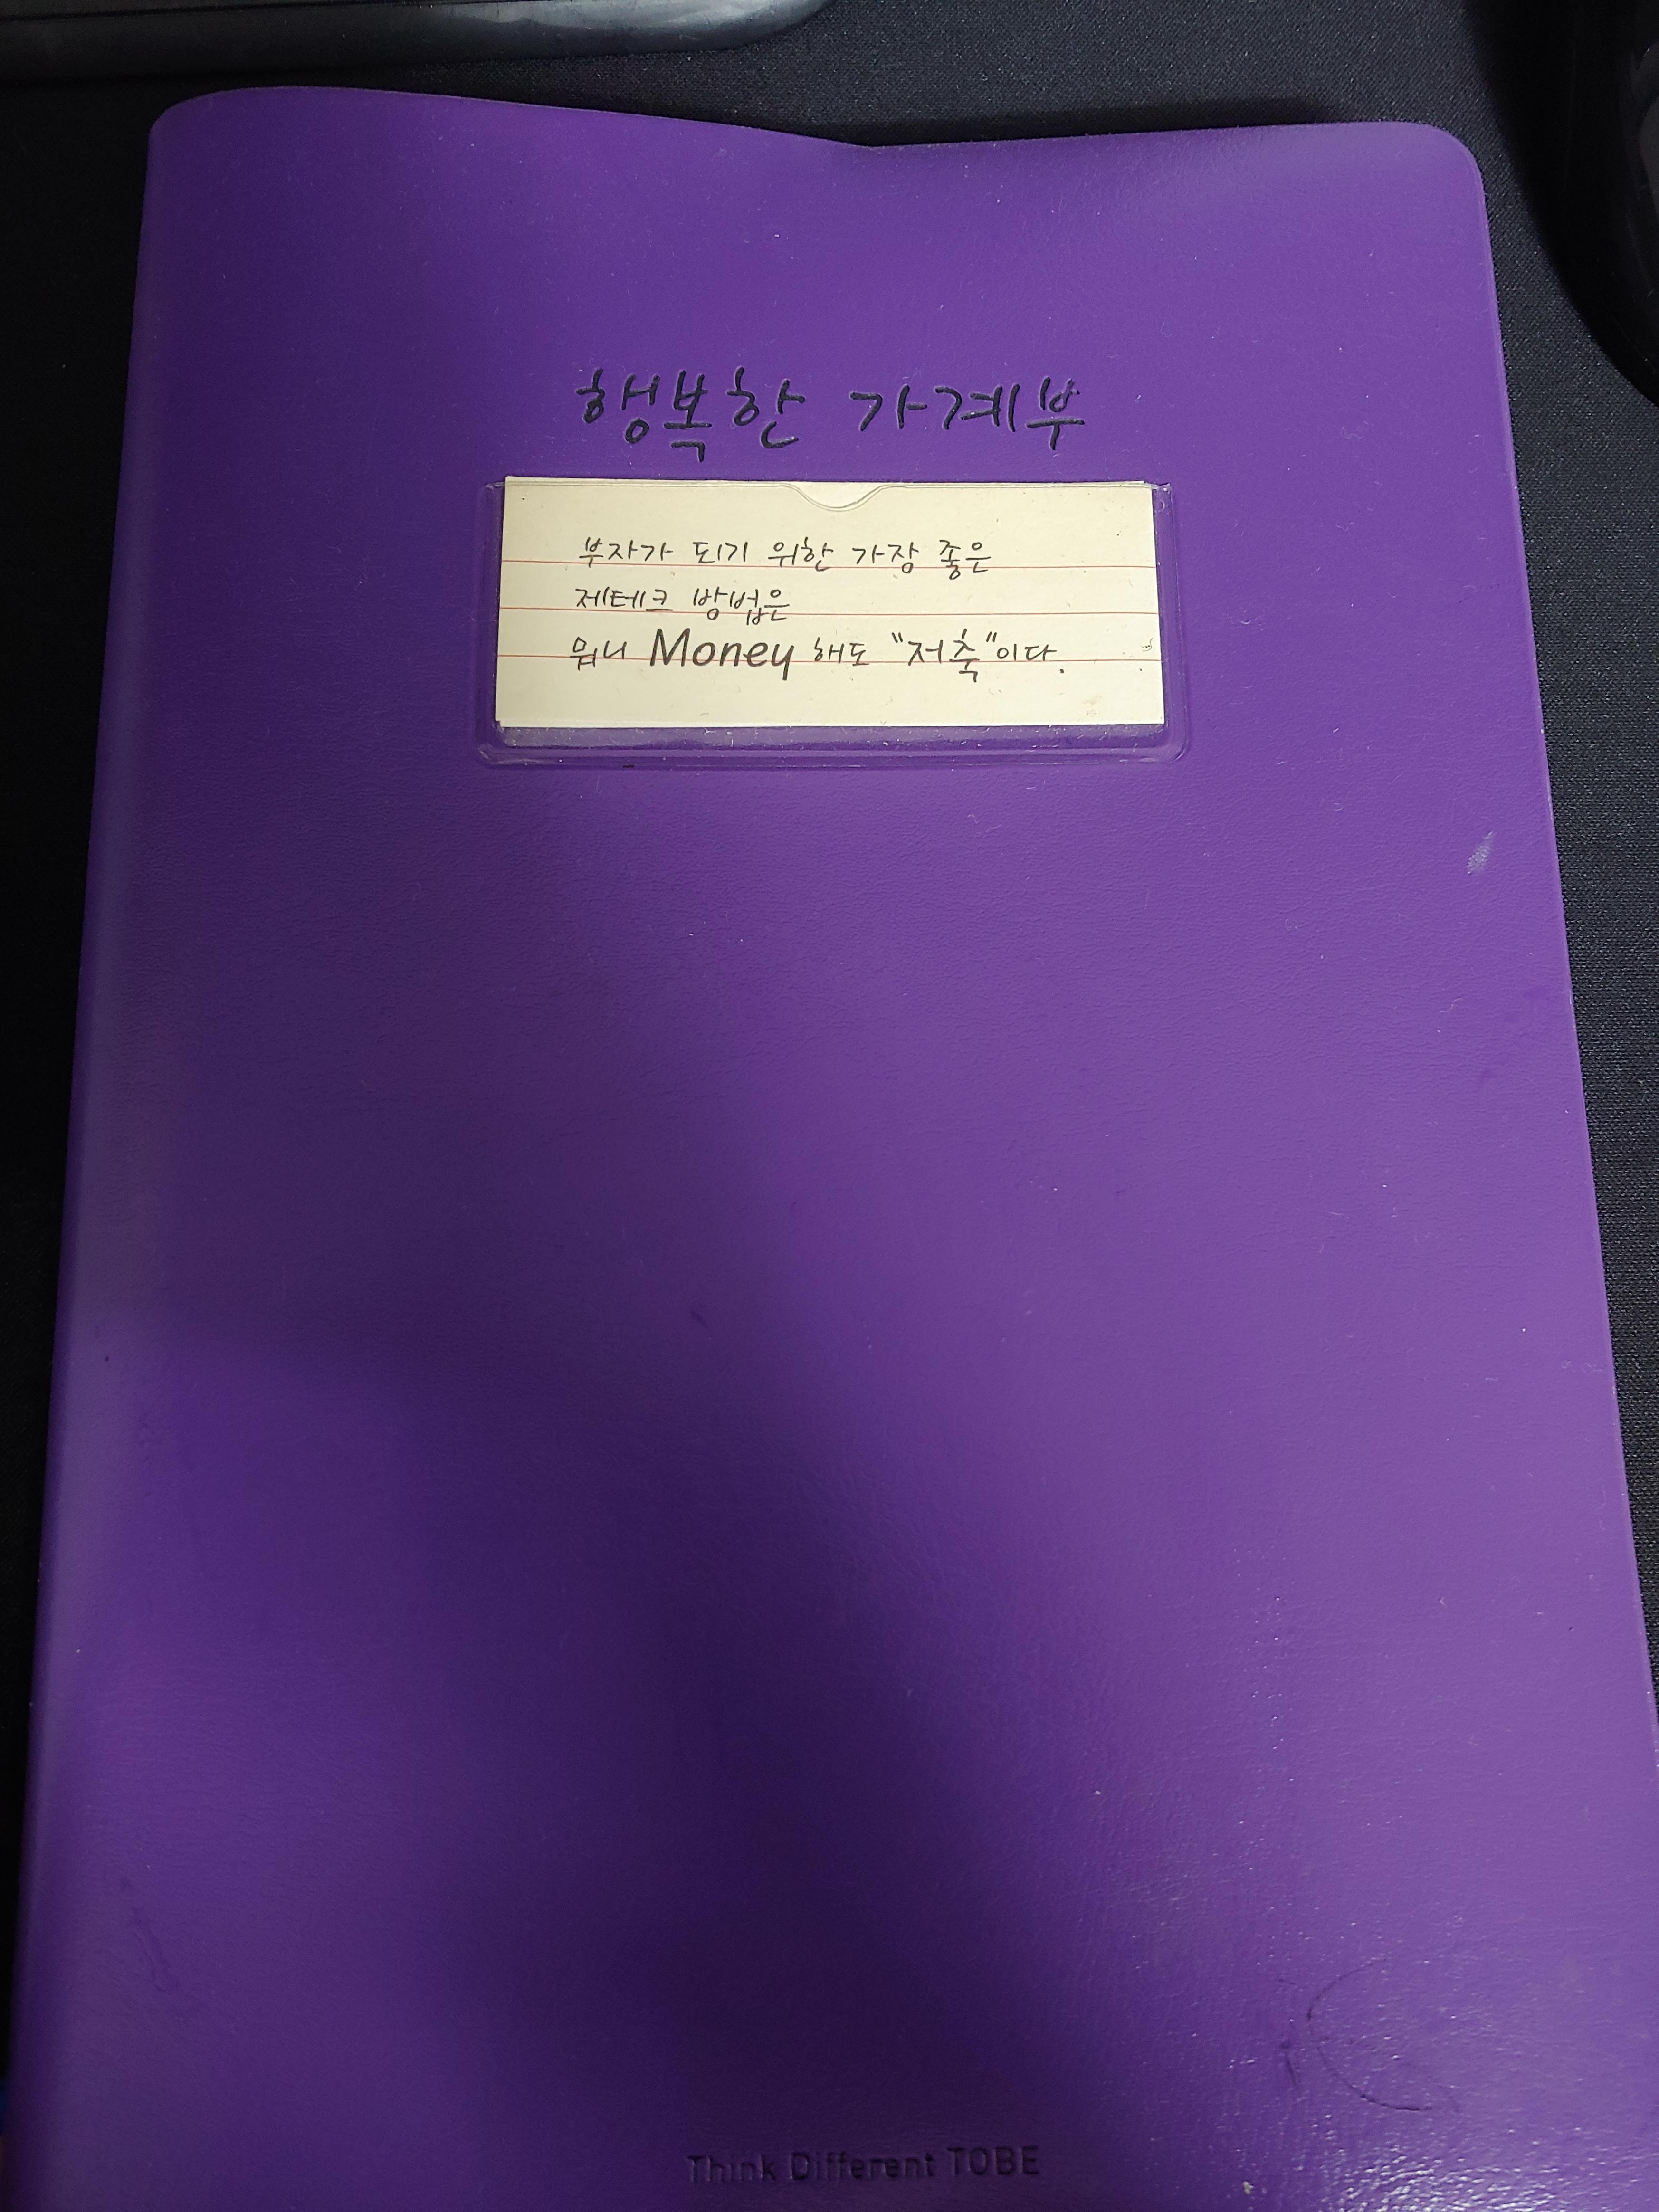 행복한 가계부
부자가 되기 위한 가장 좋은
제테크 방법은
뭐니 Money 해도 "저축"이다.
Think Different TOBE